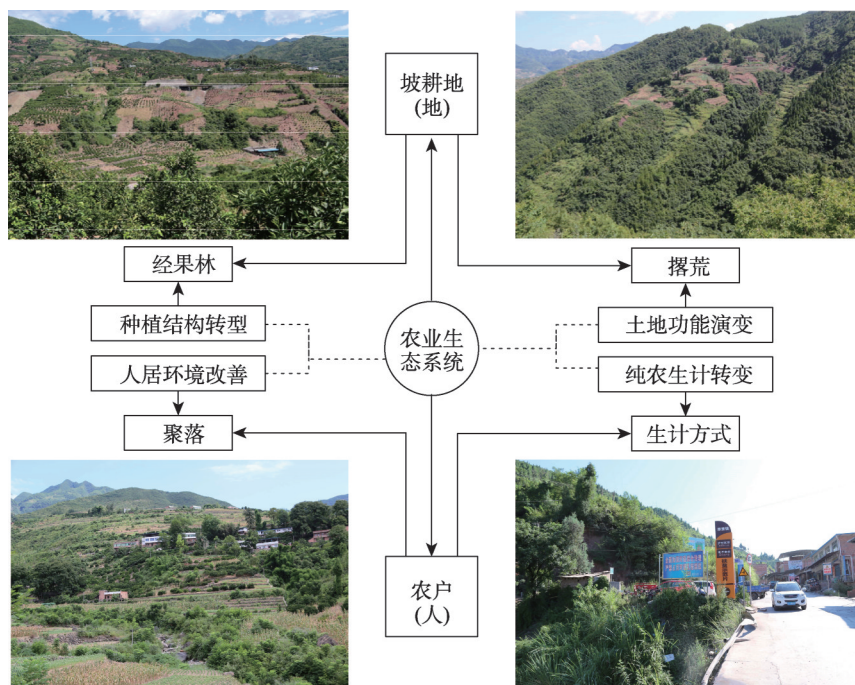 坡耕地
(地)
经果林
撂荒
种植结构转型
农业生
态系统
土地功能演变
人居环境改善
纯农生计转变
聚落
生计方式
农户
(人)